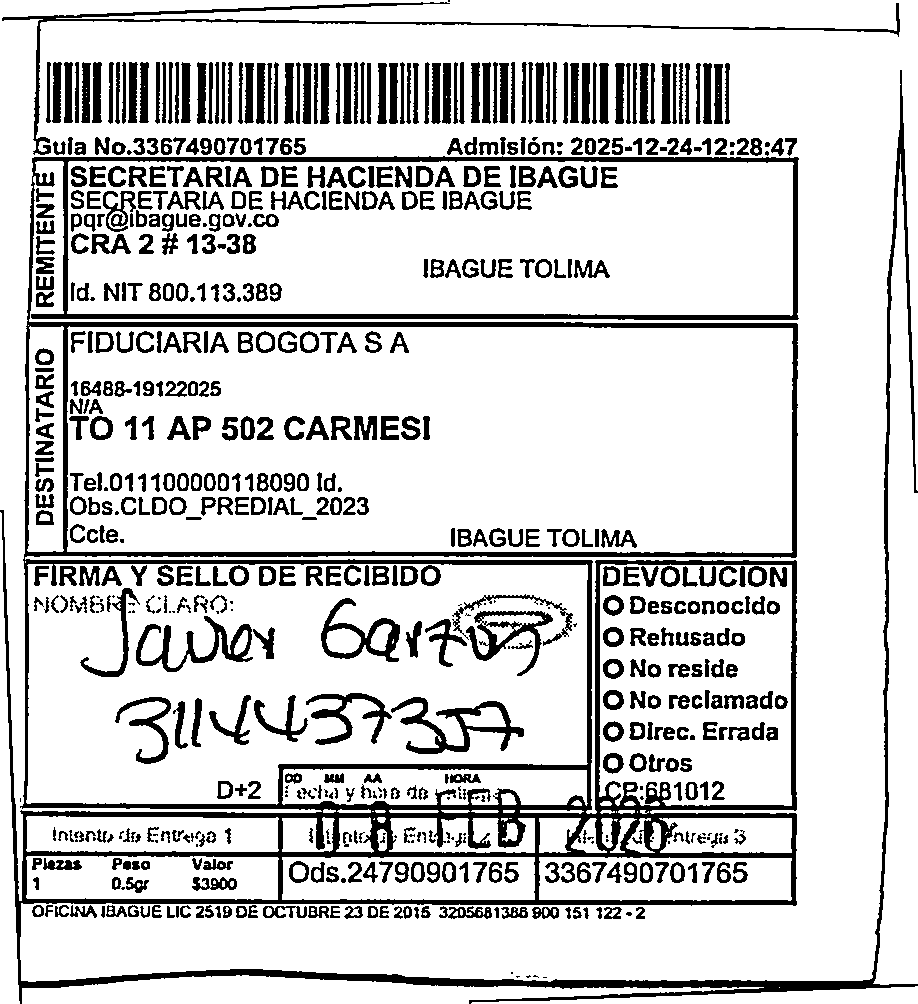 Guia No.3367490701765 Admisión: 2025-12-24-12:28:47
REMITENTE
SECRETARIA DE HACIENDA DE IBAGUE
SECRETARIA DE HACIENDA DE IBAGUE
pqr@ibague.gov.co
CRA 2 # 13-38
IBAGUE TOLIMA
Id. NIT 800.113.389
DESTINATARIO
FIDUCIARIA BOGOTA S A
16488-19122025
N/A
TO 11 AP 502 CARMESI
Tel.011100000118090 Id.
Obs.CLDO_PREDIAL_2023
Ccte. IBAGUE TOLIMA
FIRMA Y SELLO DE RECIBIDO
NOMBRE CLARO:
Javier Garzon
3114437357
D+2
DD MM AA HORA
Fecha y hora de entrega
DEVOLUCION
Desconocido
Rehusado
No reside
No reclamado
Direc. Errada
Otros
CP:681012
08 FEB 2026
Intento de Entrega 1 Intento de Entrega 2 Intento de Entrega 3
Piezas Peso Valor
1 0.5gr $3900
Ods.24790901765 3367490701765
OFICINA IBAGUE LIC 2519 DE OCTUBRE 23 DE 2015 3205681386 900 151 122 - 2